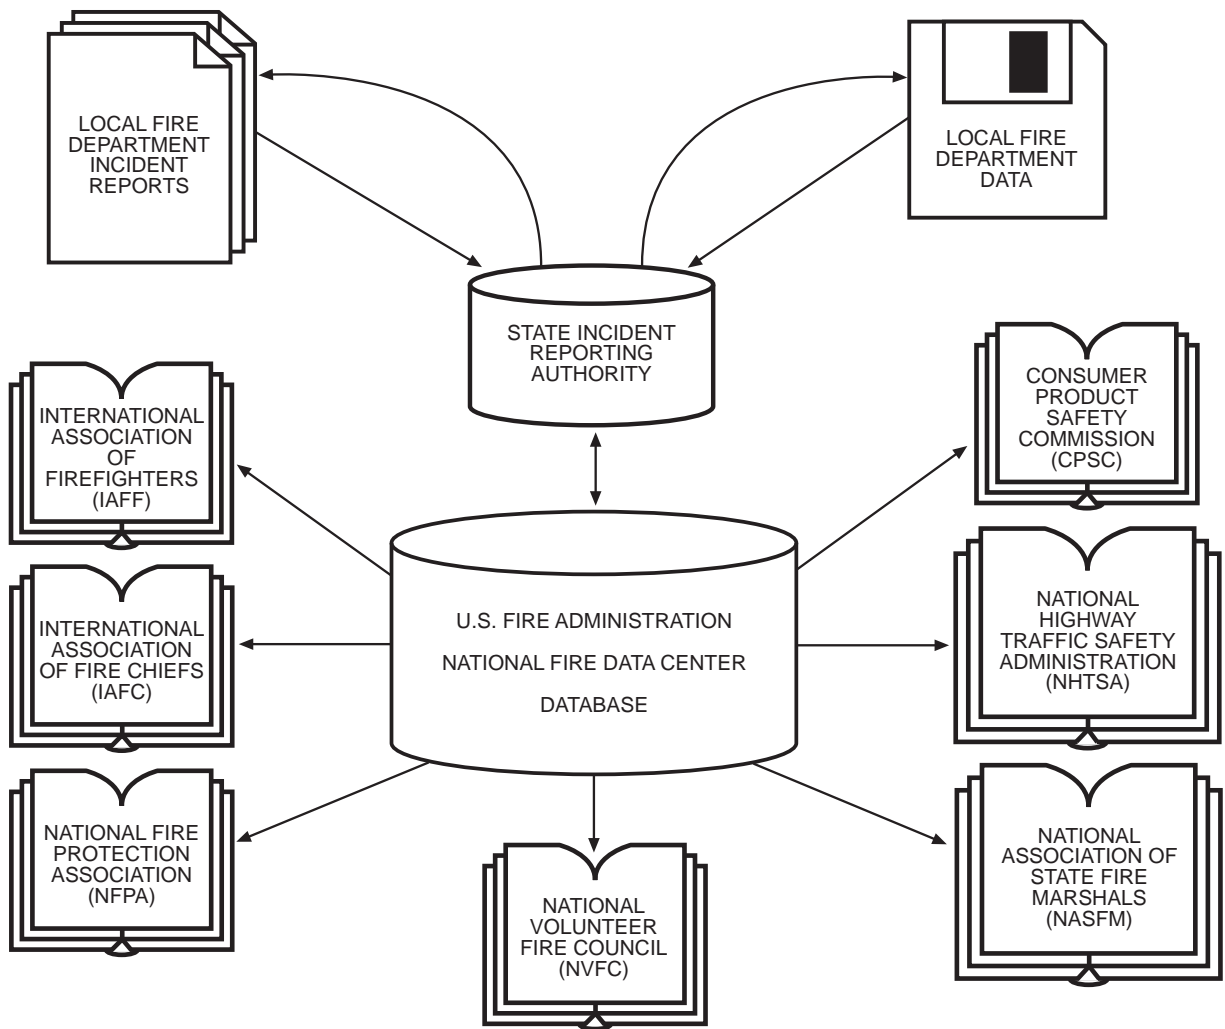 LOCAL FIRE
DEPARTMENT
INCIDENT
REPORTS
LOCAL FIRE
DEPARTMENT
DATA
STATE INCIDENT
REPORTING
AUTHORITY
INTERNATIONAL
ASSOCIATION
OF
FIREFIGHTERS
(IAFF)
CONSUMER
PRODUCT
SAFETY
COMMISSION
(CPSC)
INTERNATIONAL
ASSOCIATION
OF FIRE CHIEFS
(IAFC)
U.S. FIRE ADMINISTRATION
NATIONAL FIRE DATA CENTER
DATABASE
NATIONAL
HIGHWAY
TRAFFIC SAFETY
ADMINISTRATION
(NHTSA)
NATIONAL FIRE
PROTECTION
ASSOCIATION
(NFPA)
NATIONAL
VOLUNTEER
FIRE COUNCIL
(NVFC)
NATIONAL
ASSOCIATION OF
STATE FIRE
MARSHALS
(NASFM)